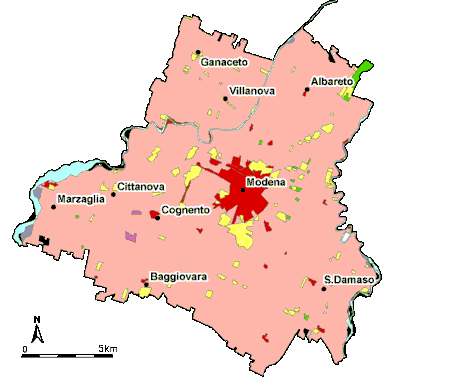 Ganaceto
Albareto
Villanova
Modena
Cittanova
Marzaglia
Cognento
Baggiovara
S.Damaso
N
0 5km